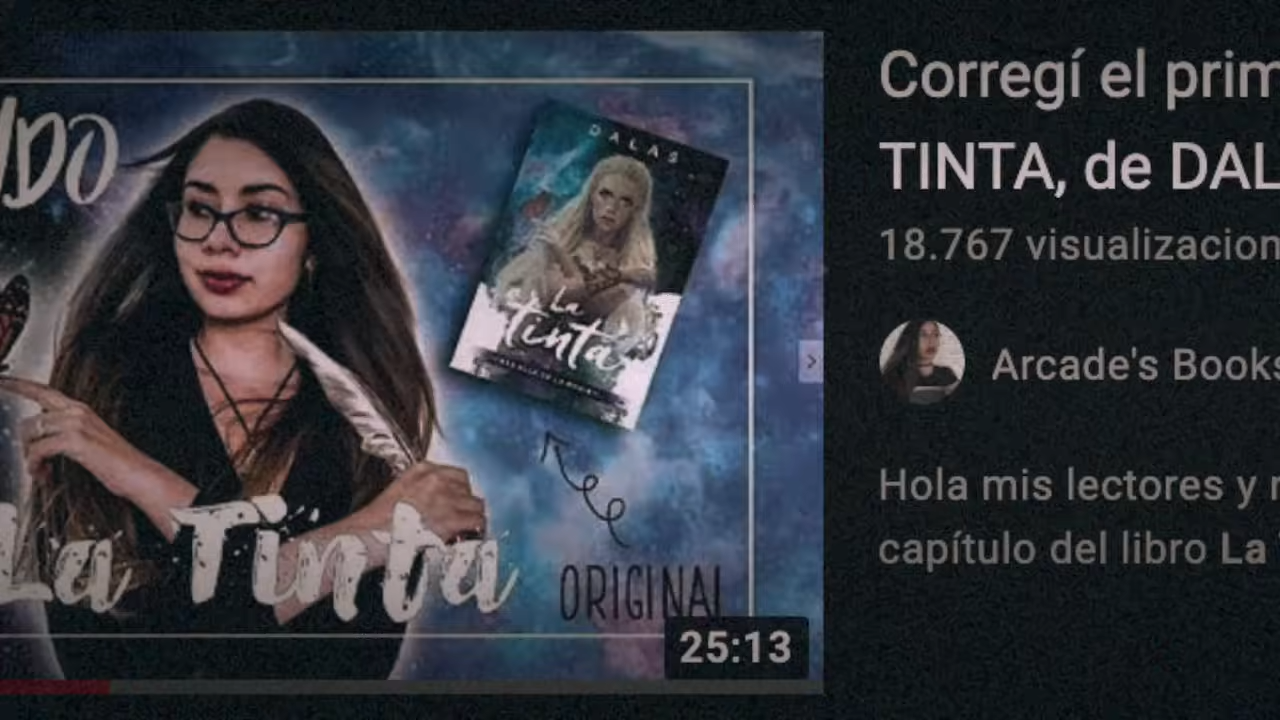 DALAS
La
Tinta
La Tinta
ORIGINAL
25:13
Corregí el prim
TINTA, de DAL
18.767 visualizacion
Arcade's Books
Hola mis lectores y
capítulo del libro La